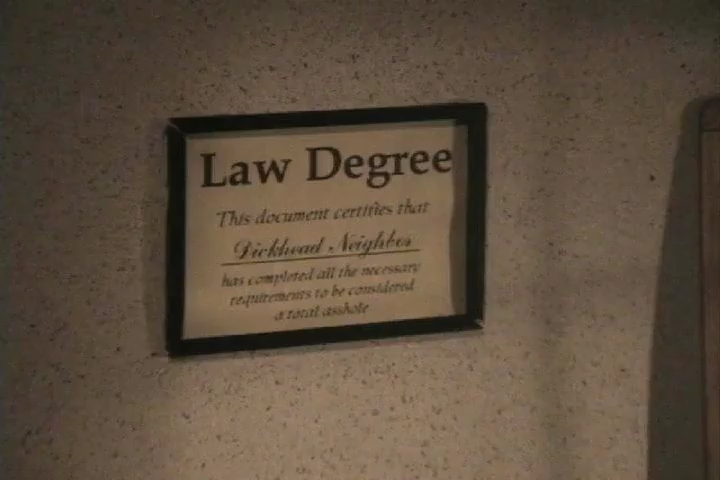 Law Degree
This document certifies that
Dickhead Neighbor
has completed all the necessary
requirements to be considered
a total asshole